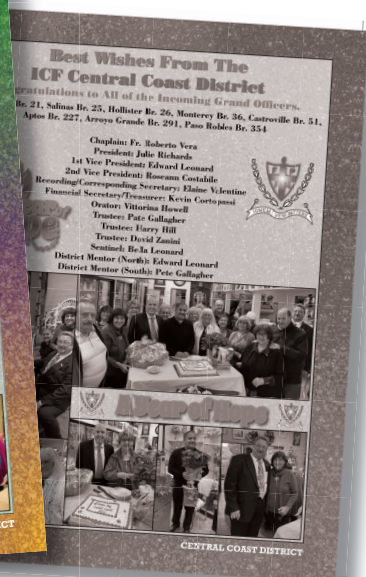 Best Wishes From The
ICF Central Coast District
gratulations to All of the Incoming Grand Officers.
Br. 21, Salinas Br. 25, Hollister Br. 26, Monterey Br. 36, Castroville Br. 51,
Aptos Br. 227, Arroyo Grande Br. 291, Paso Robles Br. 354
Chaplain: Fr. Roberto Vera
President: Julie Richards
1st Vice President: Edward Leonard
2nd Vice President: Roseann Costabile
Recording/Corresponding Secretary: Elaine Valentine
Financial Secretary/Treasurer: Kevin Cortopassi
Orator: Vittorina Howell
Trustee: Pate Gallagher
Trustee: Harry Hill
Trustee: David Zanini
Sentinel: Bella Leonard
District Mentor (North): Edward Leonard
District Mentor (South): Pete Gallagher
A Year of Hope
CT
CENTRAL COAST DISTRICT